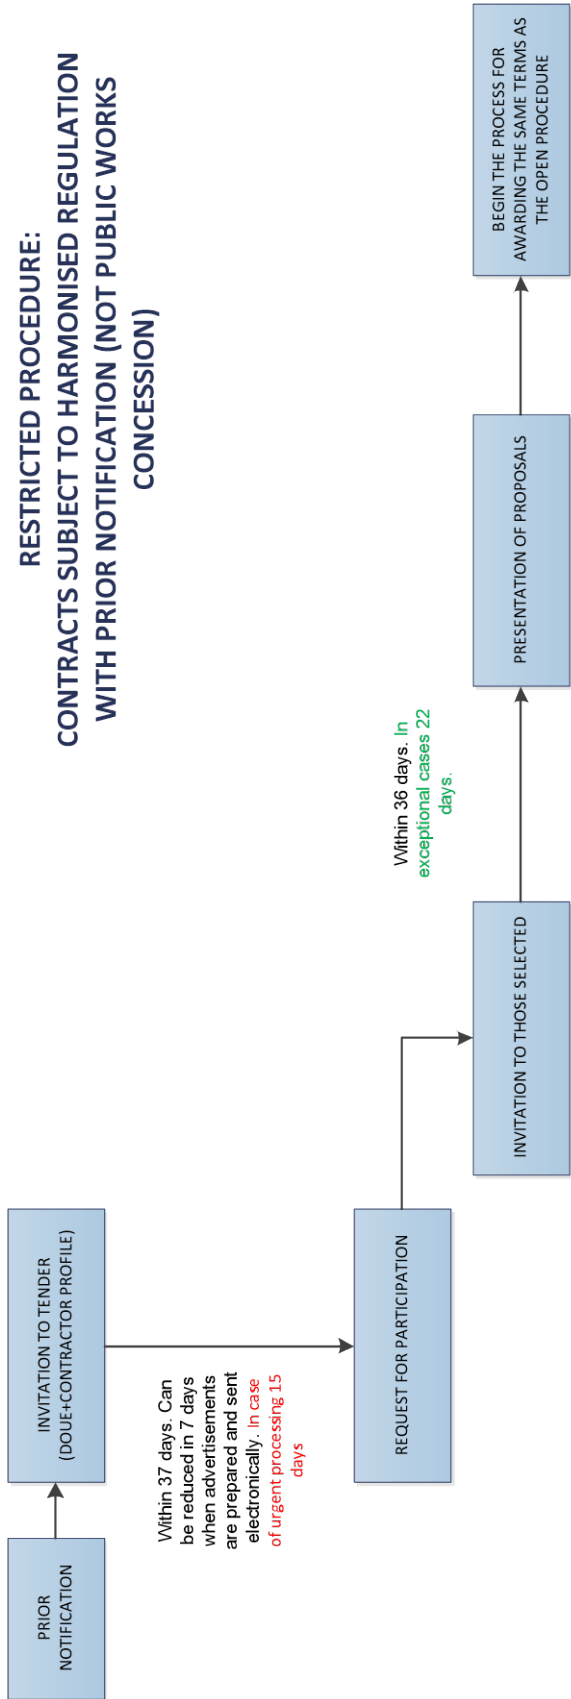 RESTRICTED PROCEDURE:
CONTRACTS SUBJECT TO HARMONISED REGULATION
WITH PRIOR NOTIFICATION (NOT PUBLIC WORKS
CONCESSION)
PRIOR
NOTIFICATION
INVITATION TO TENDER
(DOUE+CONTRACTOR PROFILE)
Within 37 days. Can
be reduced in 7 days
when advertisements
are prepared and sent
electronically. In case
of urgent processing 15
days
REQUEST FOR PARTICIPATION
INVITATION TO THOSE SELECTED
Within 36 days. In
exceptional cases 22
days.
PRESENTATION OF PROPOSALS
BEGIN THE PROCESS FOR
AWARDING THE SAME TERMS AS
THE OPEN PROCEDURE